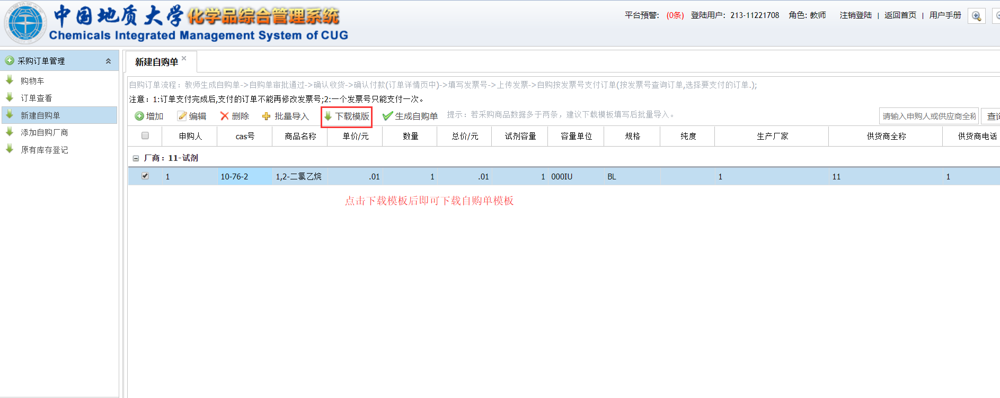 中国地质大学化学品综合管理系统
Chemicals Integrated Management System of CUG
平台預警: (0条) 登陆用户: 213-11221708 角色: 教师 注销登陆 | 返回首页 | 用户手册
采购订单管理
购物车
订单查看
新建自购单
添加自购厂商
原有库存登记
新建自购单
自购订单流程：教师生成自购单->自购单审批通过->确认收货->确认付款(订单详情页中)->填写发票号->上传发票->自购按发票号支付订单(按发票号查询订单,选择要支付的订单.);
注意：1:订单支付完成后,支付的订单不能再修改发票号;2:一个发票号只能支付一次。
增加 编辑 删除 批量导入 下载模版 生成自购单 提示：若采购商品数据多于两条，建议下载模板填写后批量导入。 请输入申购人或供应商全称 查询
申购人 cas号 商品名称 单价/元 数量 总价/元 试剂容量 容量单位 规格 纯度 生产厂家 供货商全称 供货商电话
厂商：11-试剂
1 10-76-2 1,2-二氯乙烷 .01 1 .01 1 000IU BL 1 11 1
点击下载模板后即可下载自购单模板